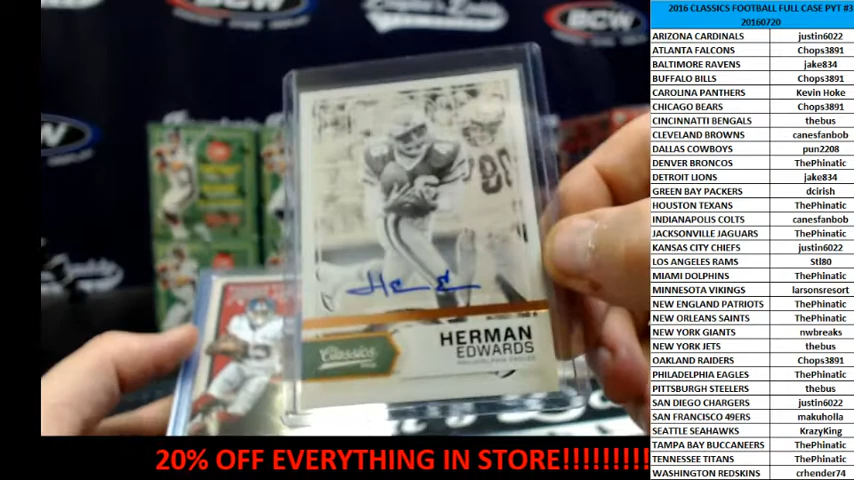 2016 CLASSICS FOOTBALL FULL CASE PYT #3
20160720
ARIZONA CARDINALS justin6022
ATLANTA FALCONS Chops3891
BALTIMORE RAVENS jake834
BUFFALO BILLS Chops3891
CAROLINA PANTHERS Kevin Hoke
CHICAGO BEARS Chops3891
CINCINNATI BENGALS thebus
CLEVELAND BROWNS canesfanbob
DALLAS COWBOYS pun2208
DENVER BRONCOS ThePhinatic
DETROIT LIONS jake834
GREEN BAY PACKERS dcirish
HOUSTON TEXANS ThePhinatic
INDIANAPOLIS COLTS canesfanbob
JACKSONVILLE JAGUARS ThePhinatic
KANSAS CITY CHIEFS justin6022
LOS ANGELES RAMS Stl80
MIAMI DOLPHINS ThePhinatic
MINNESOTA VIKINGS larsonsresort
NEW ENGLAND PATRIOTS ThePhinatic
NEW ORLEANS SAINTS ThePhinatic
NEW YORK GIANTS nwbreaks
NEW YORK JETS thebus
OAKLAND RAIDERS Chops3891
PHILADELPHIA EAGLES ThePhinatic
PITTSBURGH STEELERS thebus
SAN DIEGO CHARGERS justin6022
SAN FRANCISCO 49ERS makuholla
SEATTLE SEAHAWKS KrazyKing
TAMPA BAY BUCCANEERS ThePhinatic
TENNESSEE TITANS ThePhinatic
WASHINGTON REDSKINS crhender74
BCW
80
HERMAN
EDWARDS
PHILADELPHIA EAGLES
Classics
20% OFF EVERYTHING IN STORE!!!!!!!!!